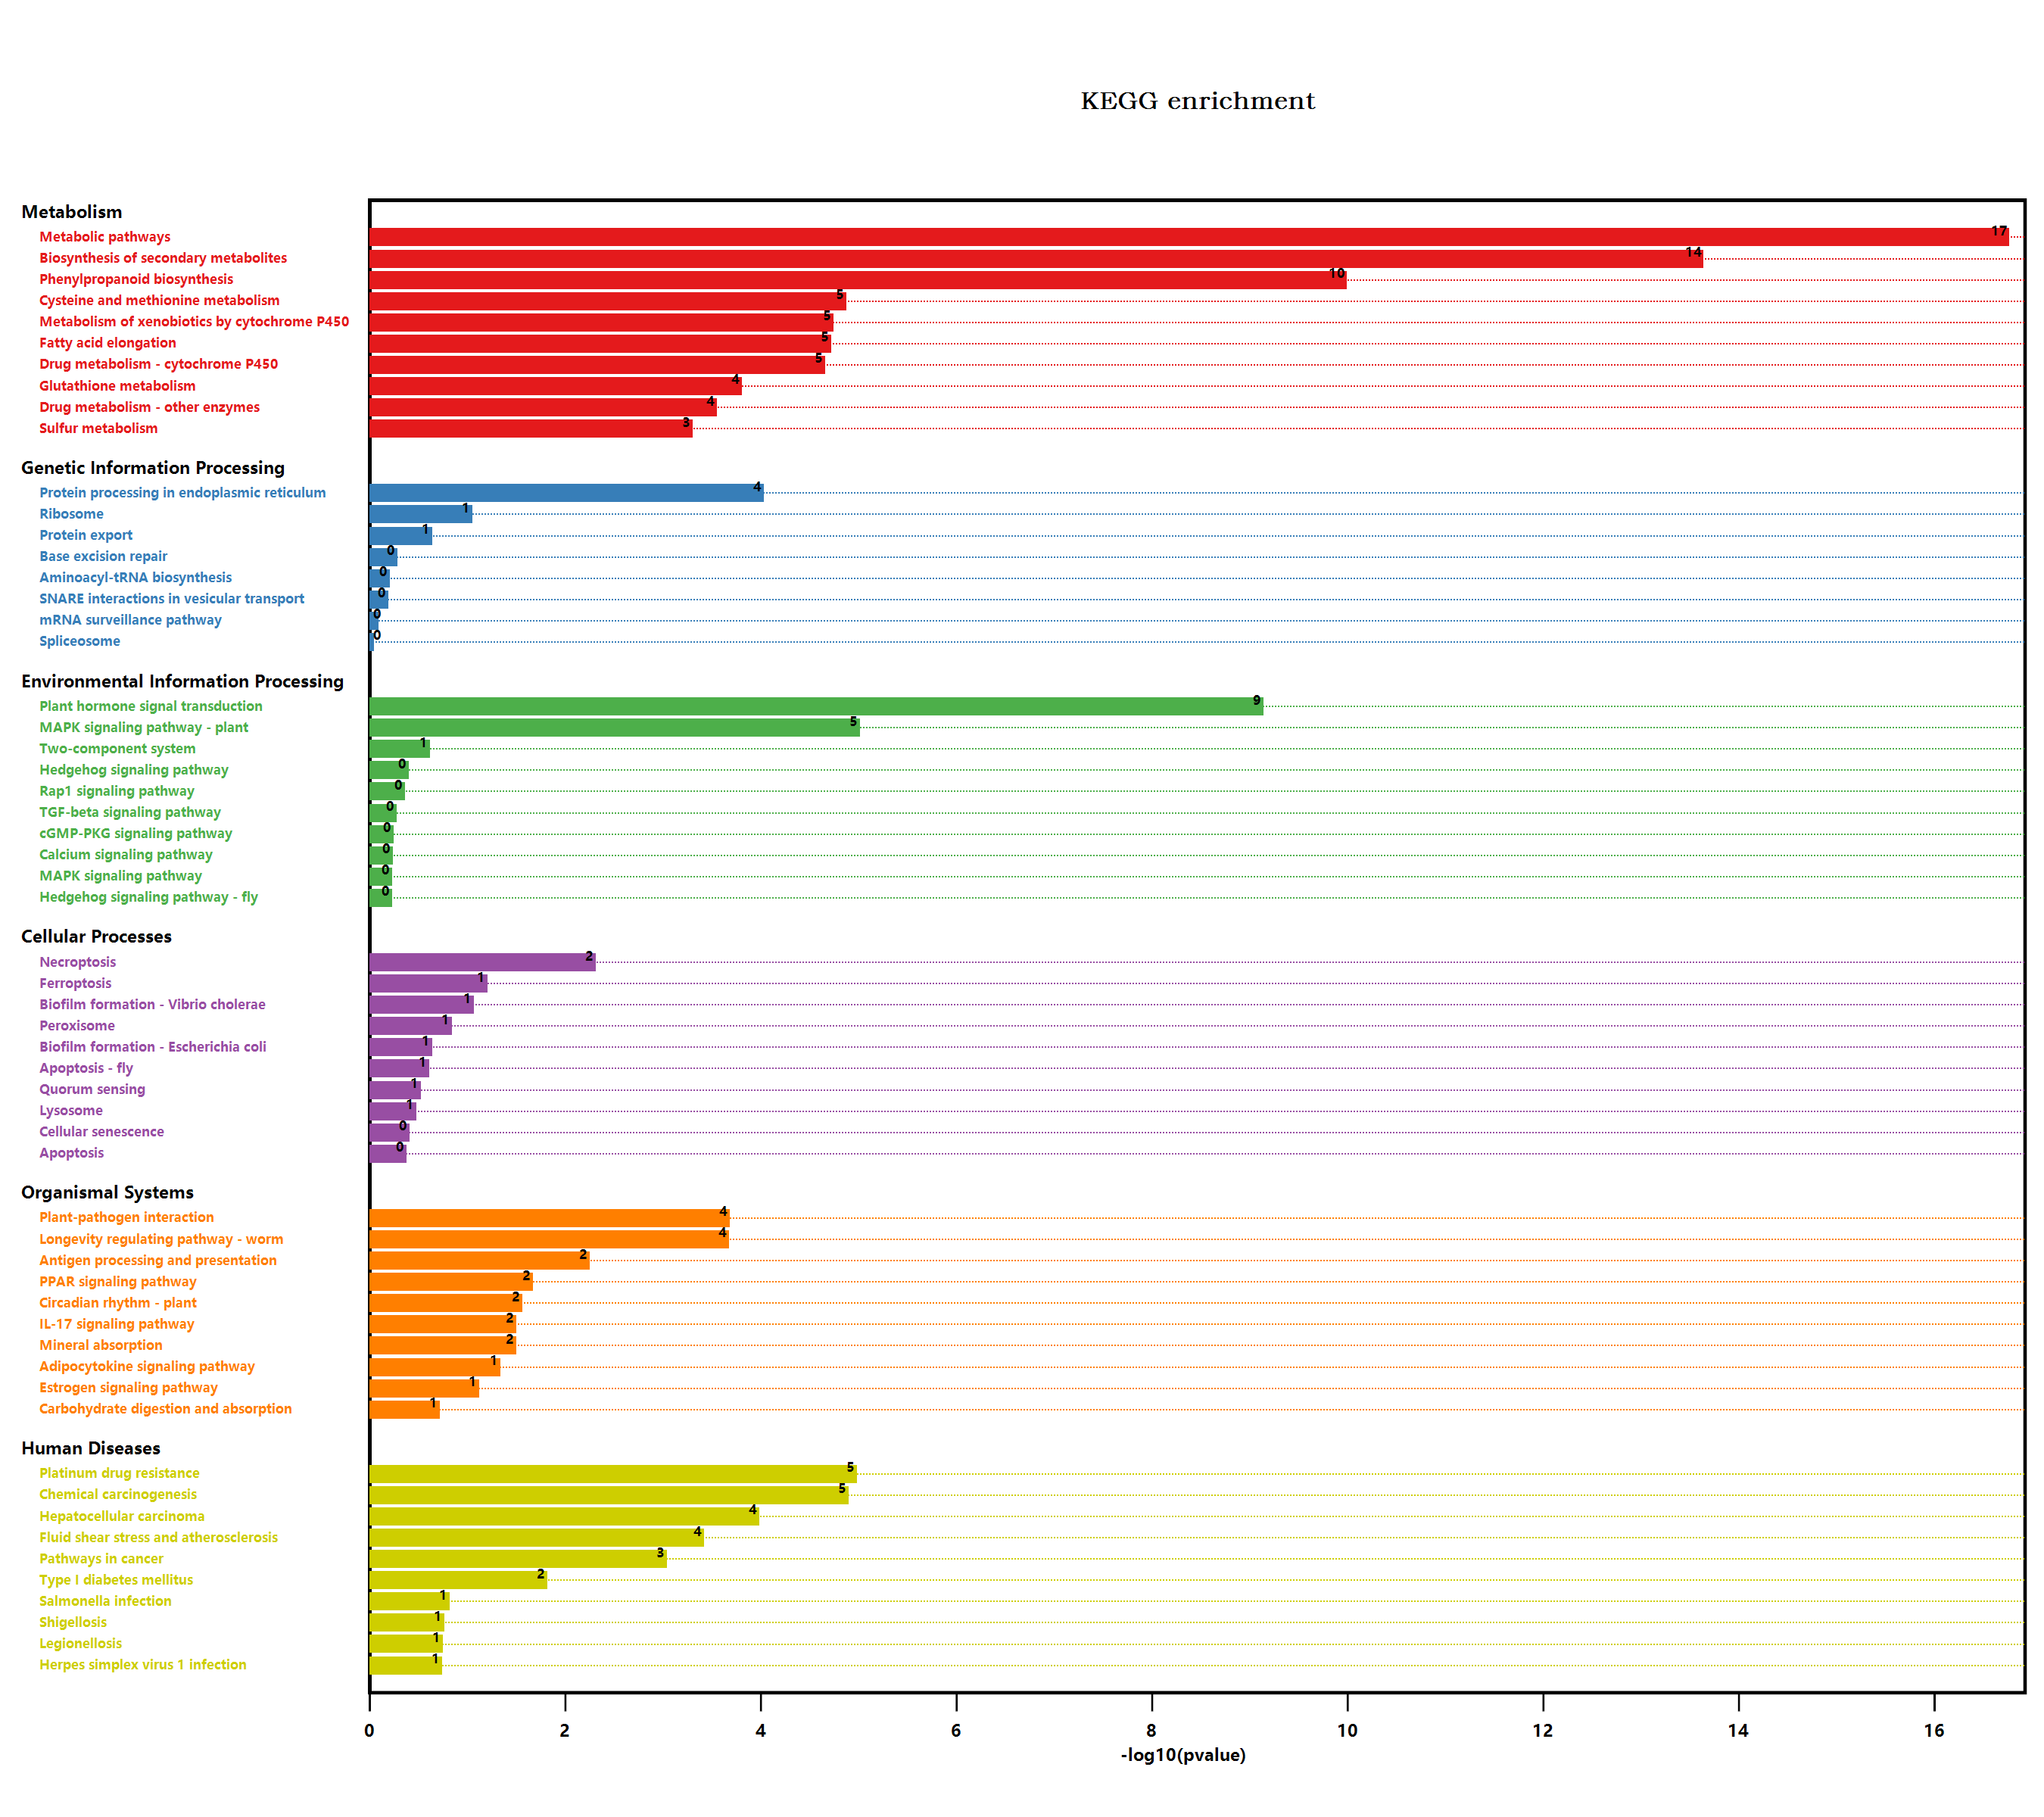 KEGG enrichment
Metabolism
Metabolic pathways 17
Biosynthesis of secondary metabolites 14
Phenylpropanoid biosynthesis 10
Cysteine and methionine metabolism 5
Metabolism of xenobiotics by cytochrome P450 5
Fatty acid elongation 5
Drug metabolism - cytochrome P450 5
Glutathione metabolism 4
Drug metabolism - other enzymes 4
Sulfur metabolism 3
Genetic Information Processing
Protein processing in endoplasmic reticulum 4
Ribosome 1
Protein export 1
Base excision repair 0
Aminoacyl-tRNA biosynthesis 0
SNARE interactions in vesicular transport 0
mRNA surveillance pathway 0
Spliceosome 0
Environmental Information Processing
Plant hormone signal transduction 9
MAPK signaling pathway - plant 5
Two-component system 1
Hedgehog signaling pathway 0
Rap1 signaling pathway 0
TGF-beta signaling pathway 0
cGMP-PKG signaling pathway 0
Calcium signaling pathway 0
MAPK signaling pathway 0
Hedgehog signaling pathway - fly 0
Cellular Processes
Necroptosis 2
Ferroptosis 1
Biofilm formation - Vibrio cholerae 1
Peroxisome 1
Biofilm formation - Escherichia coli 1
Apoptosis - fly 1
Quorum sensing 1
Lysosome 1
Cellular senescence 0
Apoptosis 0
Organismal Systems
Plant-pathogen interaction 4
Longevity regulating pathway - worm 4
Antigen processing and presentation 2
PPAR signaling pathway 2
Circadian rhythm - plant 2
IL-17 signaling pathway 2
Mineral absorption 2
Adipocytokine signaling pathway 1
Estrogen signaling pathway 1
Carbohydrate digestion and absorption 1
Human Diseases
Platinum drug resistance 5
Chemical carcinogenesis 5
Hepatocellular carcinoma 4
Fluid shear stress and atherosclerosis 4
Pathways in cancer 3
Type I diabetes mellitus 2
Salmonella infection 1
Shigellosis 1
Legionellosis 1
Herpes simplex virus 1 infection 1
0 2 4 6 8 10 12 14 16
-log10(pvalue)